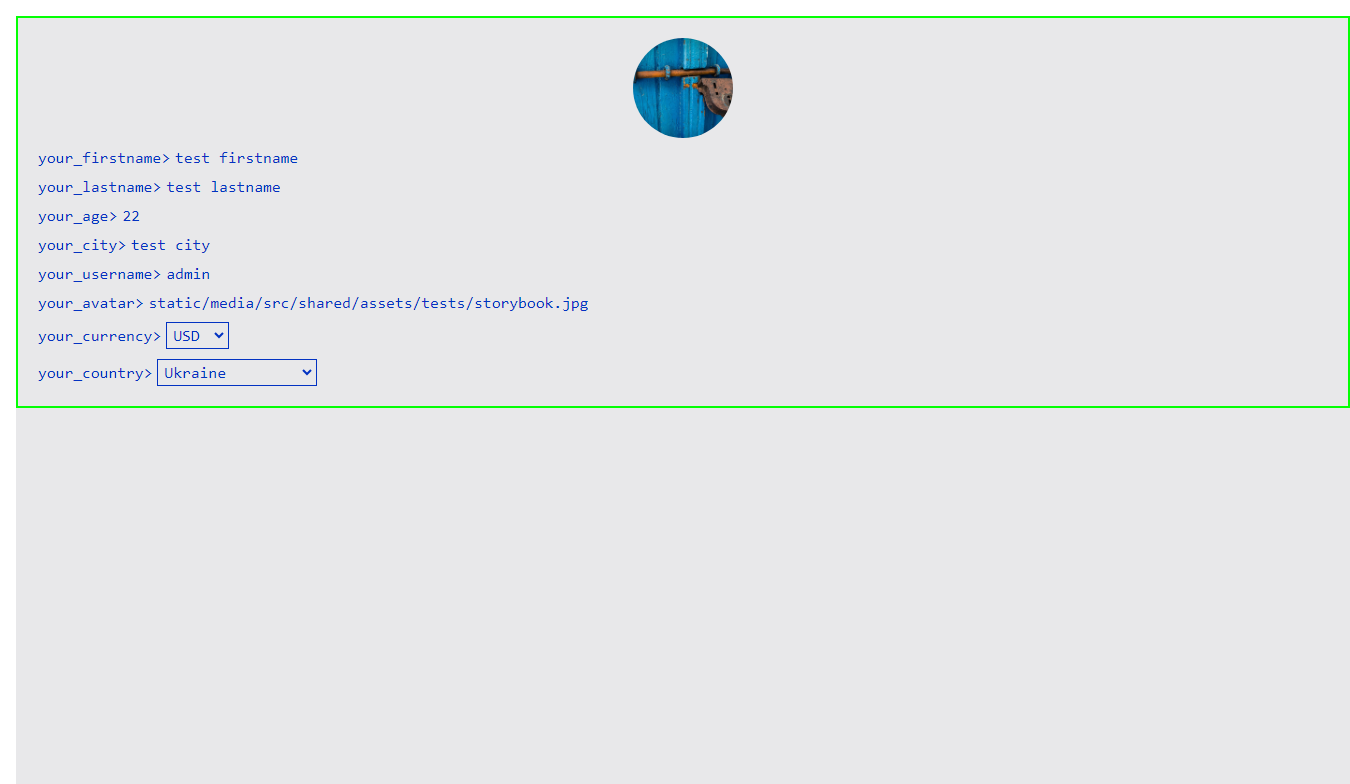 your_firstname> test firstname
your_lastname> test lastname
your_age> 22
your_city> test city
your_username> admin
your_avatar> static/media/src/shared/assets/tests/storybook.jpg
your_currency> USD
your_country> Ukraine